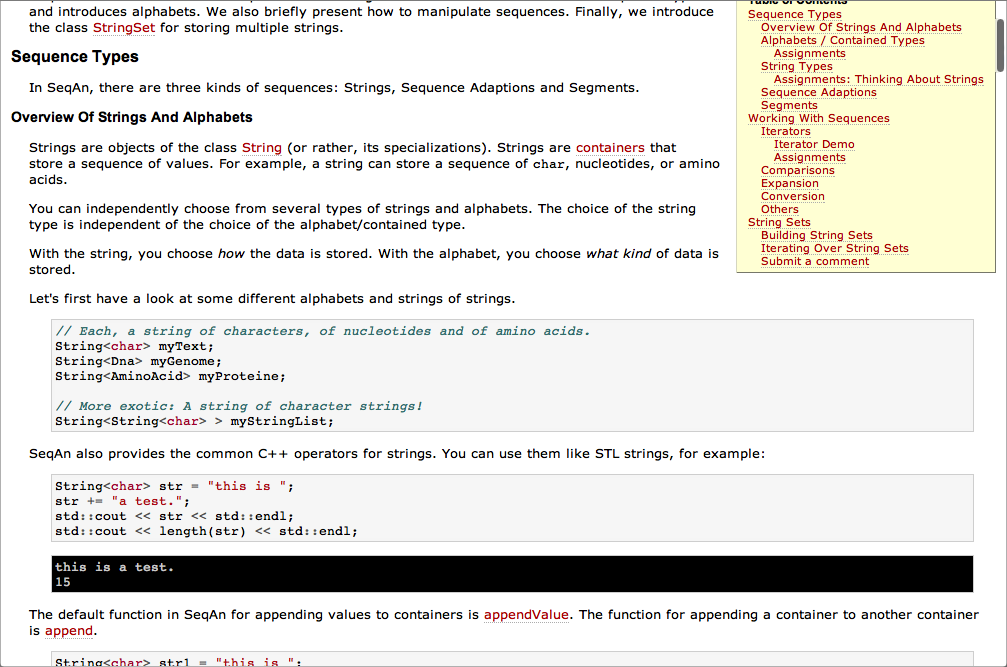 and introduces alphabets. We also briefly present how to manipulate sequences. Finally, we introduce
the class StringSet for storing multiple strings.
Sequence Types
In SeqAn, there are three kinds of sequences: Strings, Sequence Adaptions and Segments.
Overview Of Strings And Alphabets
Strings are objects of the class String (or rather, its specializations). Strings are containers that
store a sequence of values. For example, a string can store a sequence of char, nucleotides, or amino
acids.
You can independently choose from several types of strings and alphabets. The choice of the string
type is independent of the choice of the alphabet/contained type.
With the string, you choose how the data is stored. With the alphabet, you choose what kind of data is
stored.
Let's first have a look at some different alphabets and strings of strings.
// Each, a string of characters, of nucleotides and of amino acids.
String<char> myText;
String<Dna> myGenome;
String<AminoAcid> myProteine;
// More exotic: A string of character strings!
String<String<char> > myStringList;
SeqAn also provides the common C++ operators for strings. You can use them like STL strings, for example:
String<char> str = "this is ";
str += "a test.";
std::cout << str << std::endl;
std::cout << length(str) << std::endl;
this is a test.
15
The default function in SeqAn for appending values to containers is appendValue. The function for appending a container to another container
is append.
String<char> str1 = "this is ";
Table of Contents
Sequence Types
Overview Of Strings And Alphabets
Alphabets / Contained Types
Assignments
String Types
Assignments: Thinking About Strings
Sequence Adaptions
Segments
Working With Sequences
Iterators
Iterator Demo
Assignments
Comparisons
Expansion
Conversion
Others
String Sets
Building String Sets
Iterating Over String Sets
Submit a comment